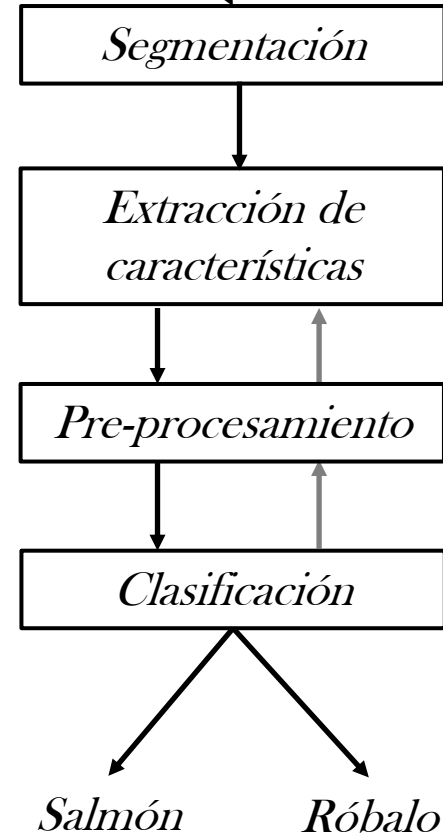 Segmentación
Extracción de
características
Pre-procesamiento
Clasificación
Salmón Róbalo